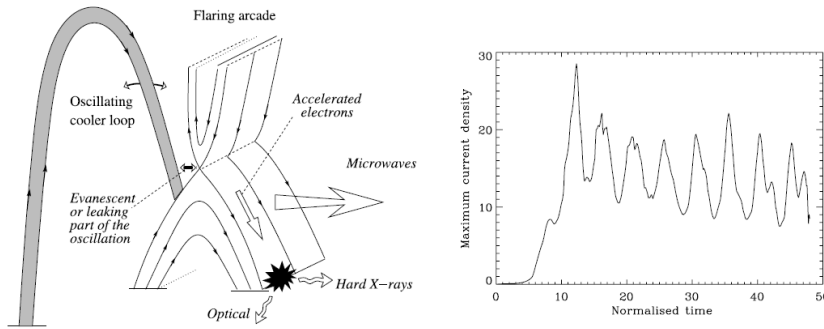 Flaring arcade
Oscillating
cooler loop
Accelerated
electrons
Microwaves
Evanescent
or leaking
part of the
oscillation
Hard X−rays
Optical
Maximum current density
30
20
10
0
0 10 20 30 40 50
Normalised time